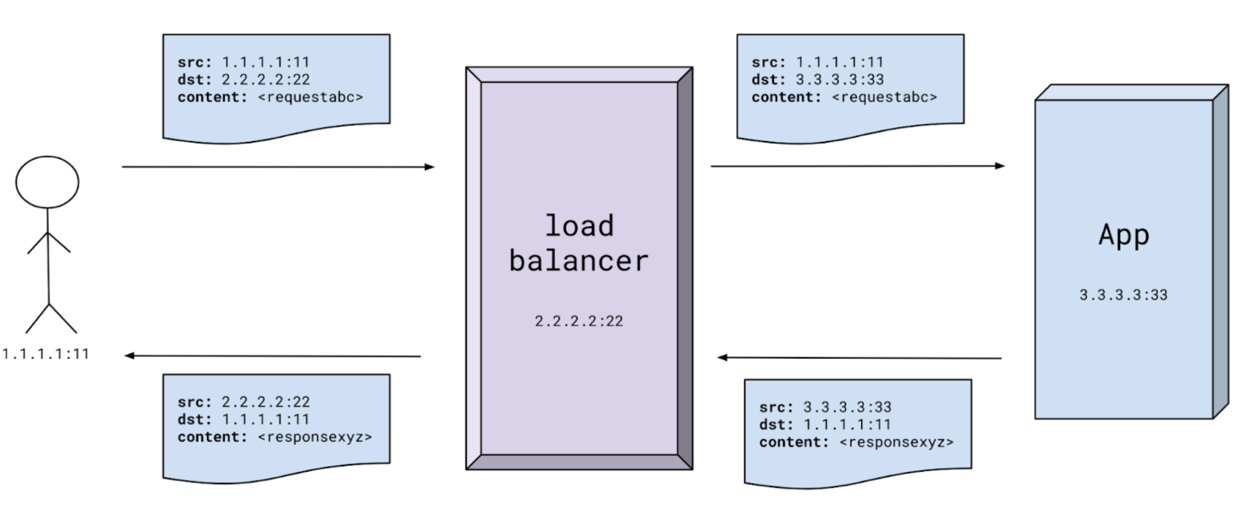 src: 1.1.1.1:11
dst: 2.2.2.2:22
content: <requestabc>
src: 1.1.1.1:11
dst: 3.3.3.3:33
content: <requestabc>
load
balancer
2.2.2.2:22
App
3.3.3.3:33
1.1.1.1:11
src: 2.2.2.2:22
dst: 1.1.1.1:11
content: <responsexyz>
src: 3.3.3.3:33
dst: 1.1.1.1:11
content: <responsexyz>